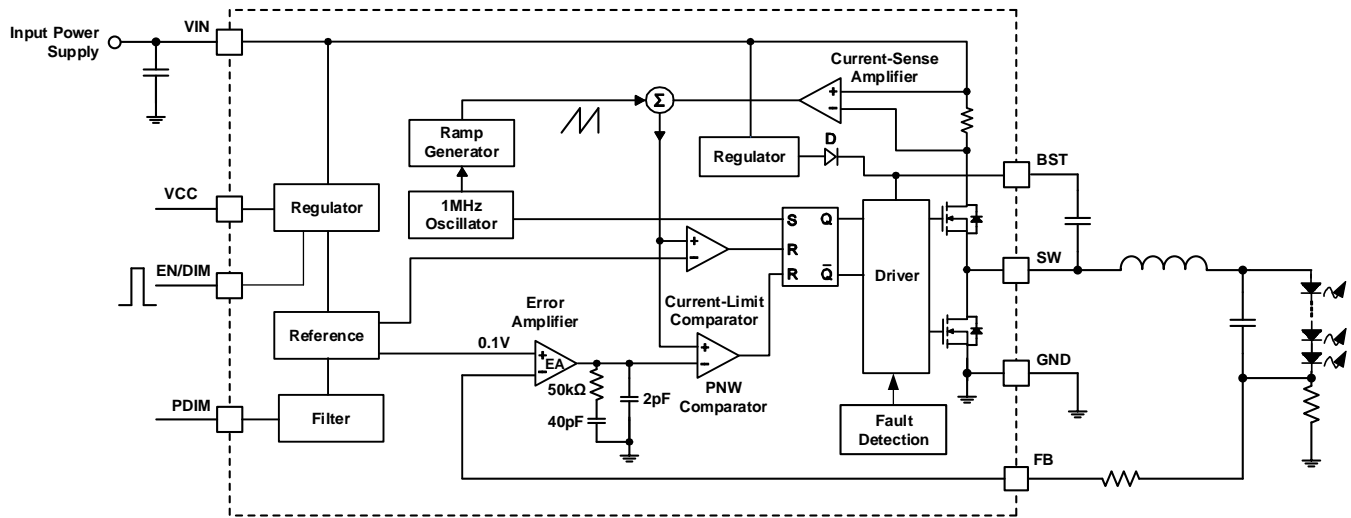 Input Power
Supply
VIN
Current-Sense
Amplifier
+
−
Σ
Ramp
Generator
Regulator
D
BST
VCC
Regulator
1MHz
Oscillator
S
Q
R
R
Q̅
+
−
Driver
SW
EN/DIM
Current-Limit
Comparator
Error
Amplifier
Reference
0.1V
+
−
EA
+
−
50kΩ
2pF
40pF
PNW
Comparator
GND
PDIM
Filter
Fault
Detection
FB